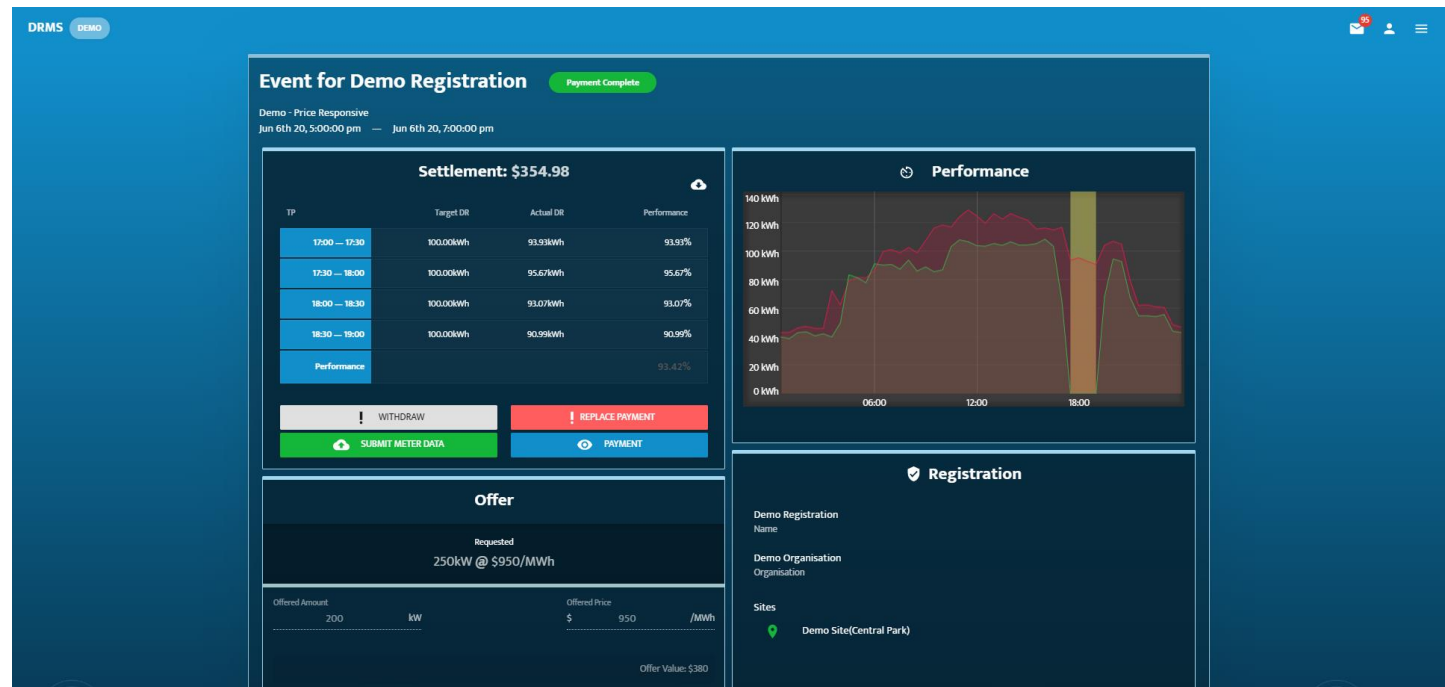 DRMS DEMO
95
Event for Demo Registration Payment Complete
Demo - Price Responsive
Jun 6th 20, 5:00:00 pm — Jun 6th 20, 7:00:00 pm
Settlement: $354.98
TP Target DR Actual DR Performance
17:00 — 17:30 100.00kWh 93.93kWh 93.93%
17:30 — 18:00 100.00kWh 95.67kWh 95.67%
18:00 — 18:30 100.00kWh 93.07kWh 93.07%
18:30 — 19:00 100.00kWh 90.99kWh 90.99%
Performance 93.42%
WITHDRAW REPLACE PAYMENT
SUBMIT METER DATA PAYMENT
Offer
Requested
250kW @ $950/MWh
Offered Amount Offered Price
200 kW $ 950 /MWh
Offer Value: $380
Performance
140 kWh
120 kWh
100 kWh
80 kWh
60 kWh
40 kWh
20 kWh
0 kWh
06:00 12:00 18:00
Registration
Demo Registration
Name
Demo Organisation
Organisation
Sites
Demo Site(Central Park)